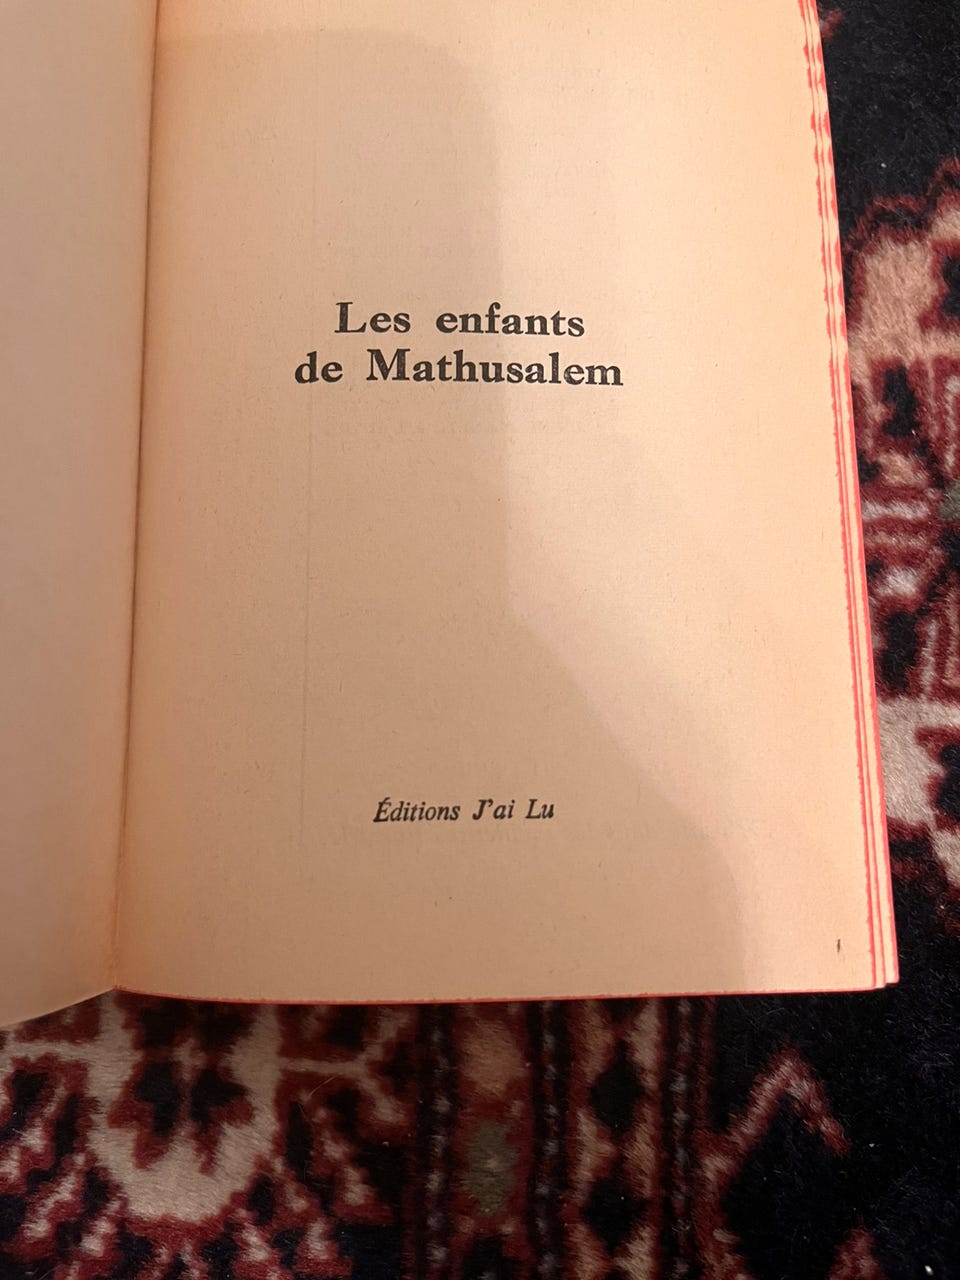 Les enfants
de Mathusalem
Éditions J'ai Lu